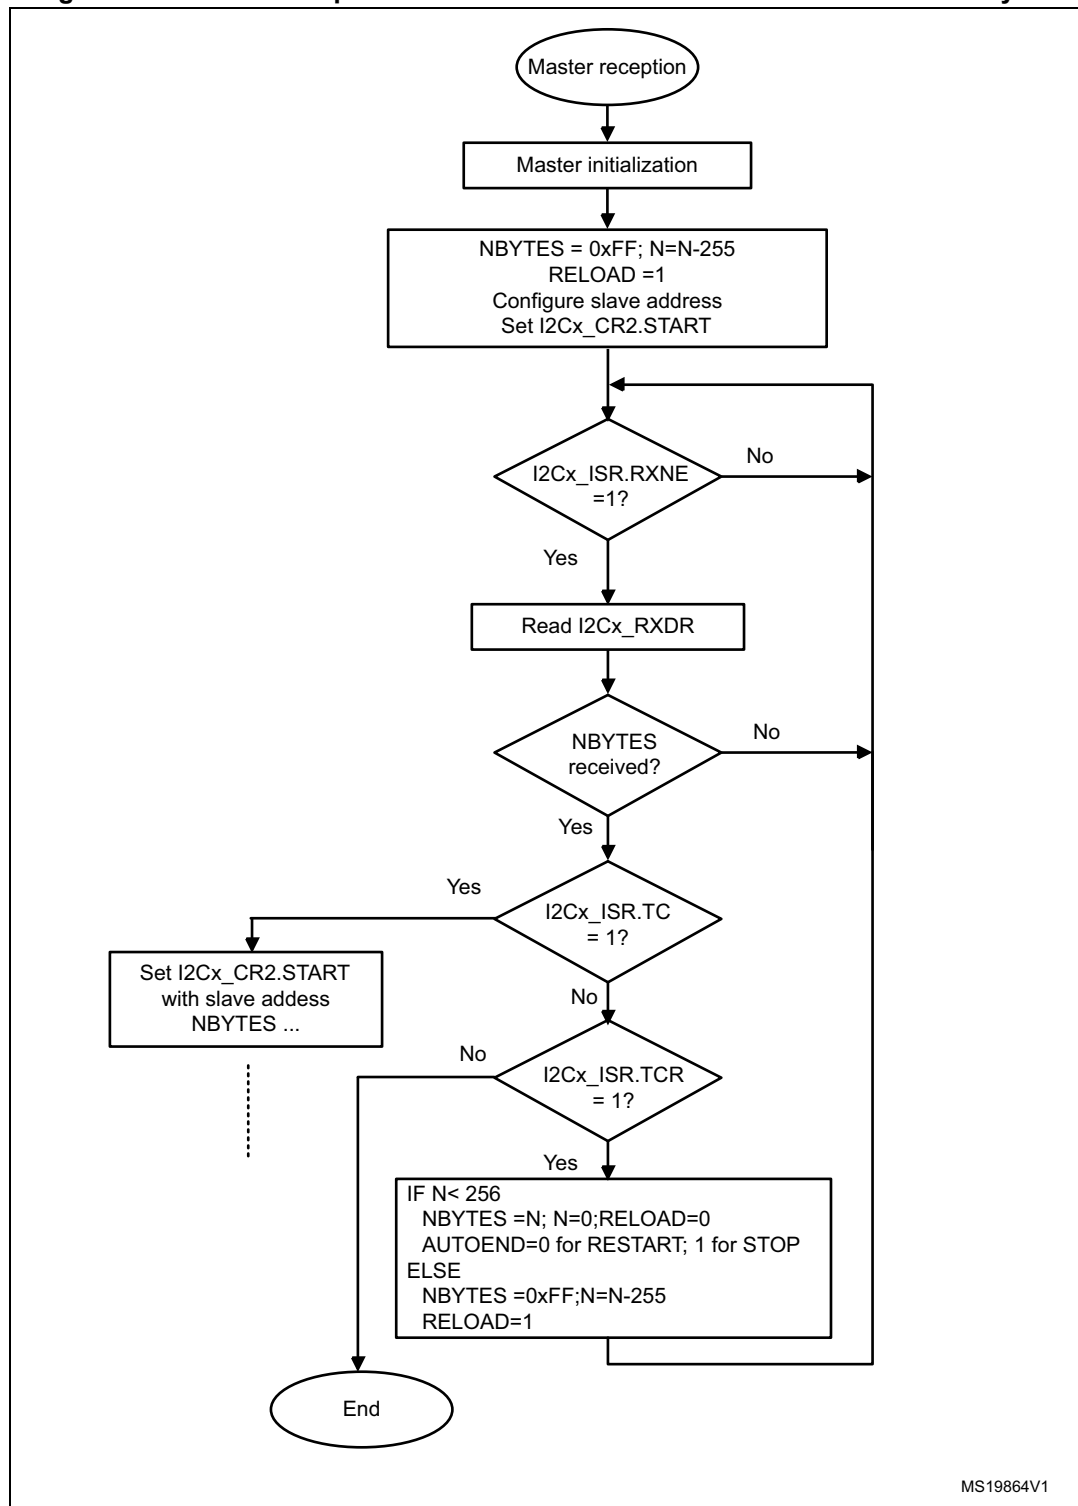 Master reception
Master initialization
NBYTES = 0xFF; N=N-255
RELOAD =1
Configure slave address
Set I2Cx_CR2.START
I2Cx_ISR.RXNE
=1?
No
Yes
Read I2Cx_RXDR
NBYTES
received?
No
Yes
I2Cx_ISR.TC
= 1?
Yes
Set I2Cx_CR2.START
with slave addess
NBYTES ...
No
I2Cx_ISR.TCR
= 1?
No
Yes
IF N< 256
NBYTES =N; N=0;RELOAD=0
AUTOEND=0 for RESTART; 1 for STOP
ELSE
NBYTES =0xFF;N=N-255
RELOAD=1
End
MS19864V1